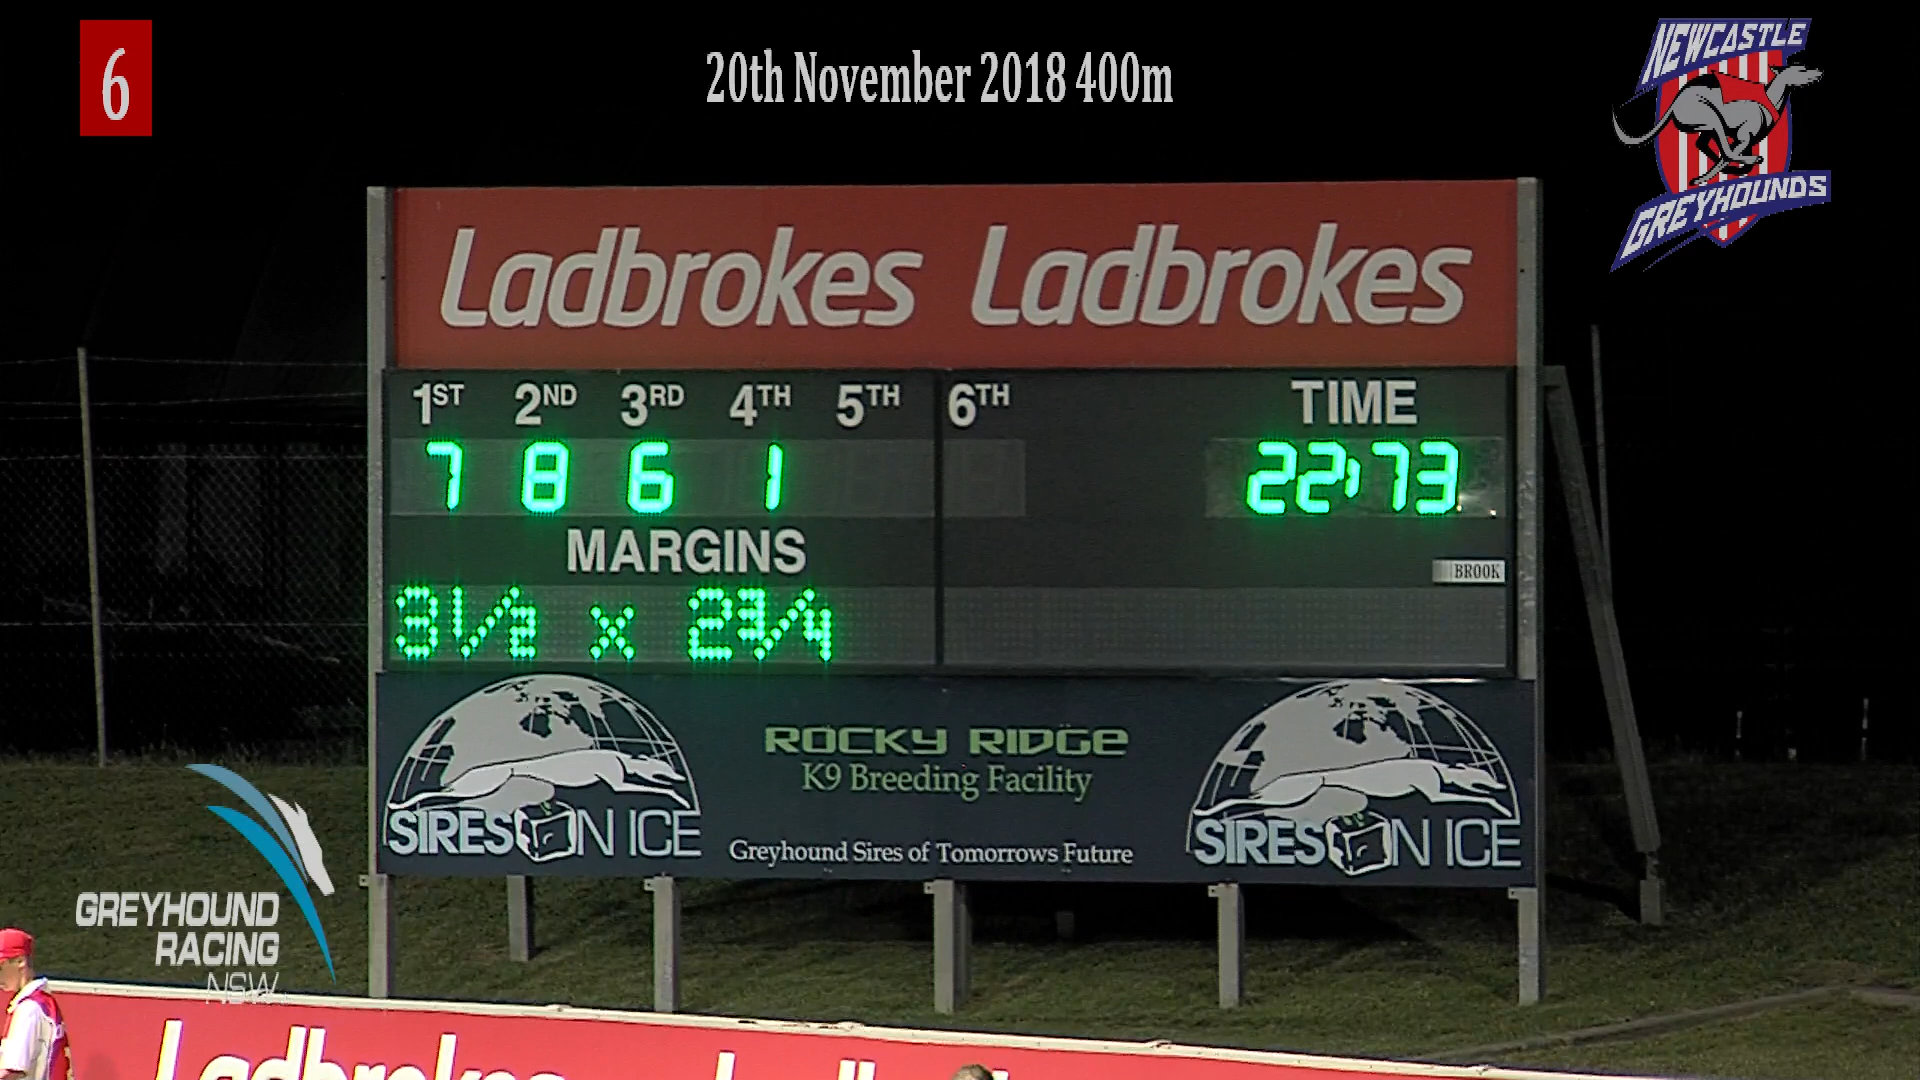 6
20th November 2018 400m
NEWCASTLE
GREYHOUNDS
Ladbrokes Ladbrokes
1ST 2ND 3RD 4TH 5TH 6TH TIME
7 8 6 1 22:73
MARGINS
BROOK
3 1/2 x 2 3/4
ROCKY RIDGE
K9 Breeding Facility
SIRES ON ICE
Greyhound Sires of Tomorrows Future
SIRES ON ICE
GREYHOUND
RACING
NSW
Ladbrokes